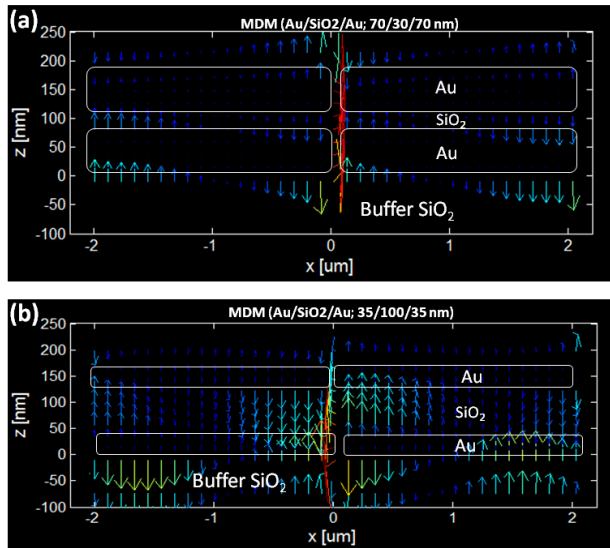 (a)
MDM (Au/SiO2/Au; 70/30/70 nm)
250
200
150
100
50
0
-50
-100
z [nm]
Au
SiO₂
Au
Buffer SiO₂
-2
-1
0
1
2
x [um]
(b)
MDM (Au/SiO2/Au; 35/100/35 nm)
250
200
150
100
50
0
-50
-100
z [nm]
Au
SiO₂
Au
Buffer SiO₂
-2
-1
0
1
2
x [um]